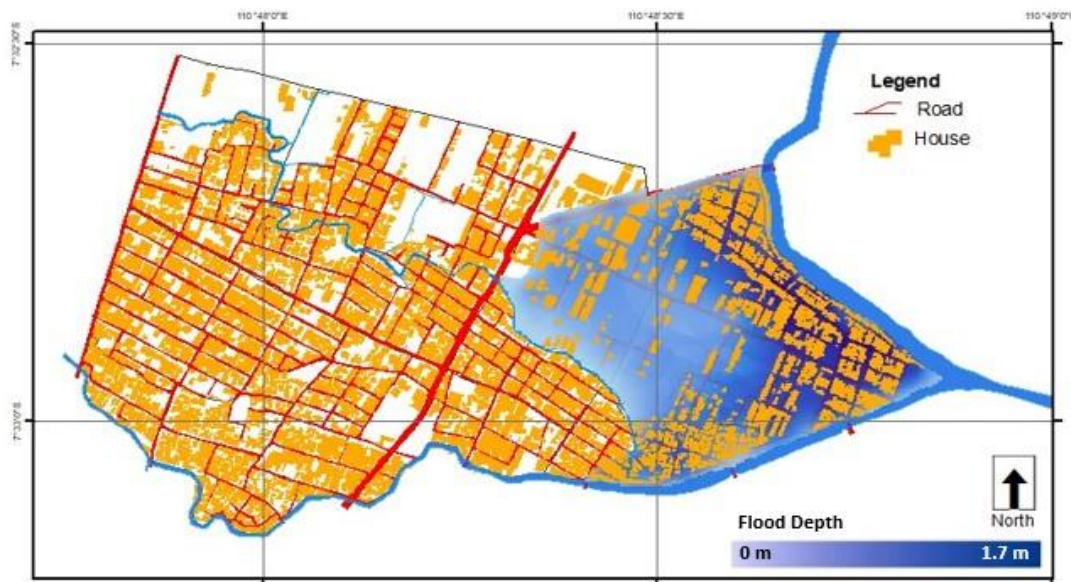 110°48'0"E
110°48'30"E
110°49'0"E
7°32'30"S
7°33'0"S
Legend
Road
House
North
Flood Depth
0 m 1.7 m